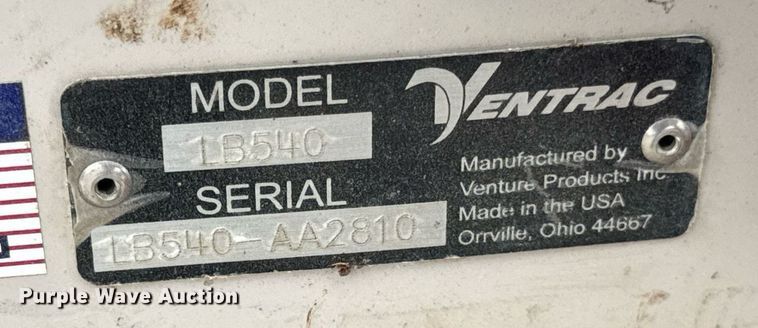 MODEL
LB540
SERIAL
LB540-AA2810
VENTRAC
Manufactured by
Venture Products Inc.
Made in the USA
Orrville, Ohio 44667
Purple Wave Auction